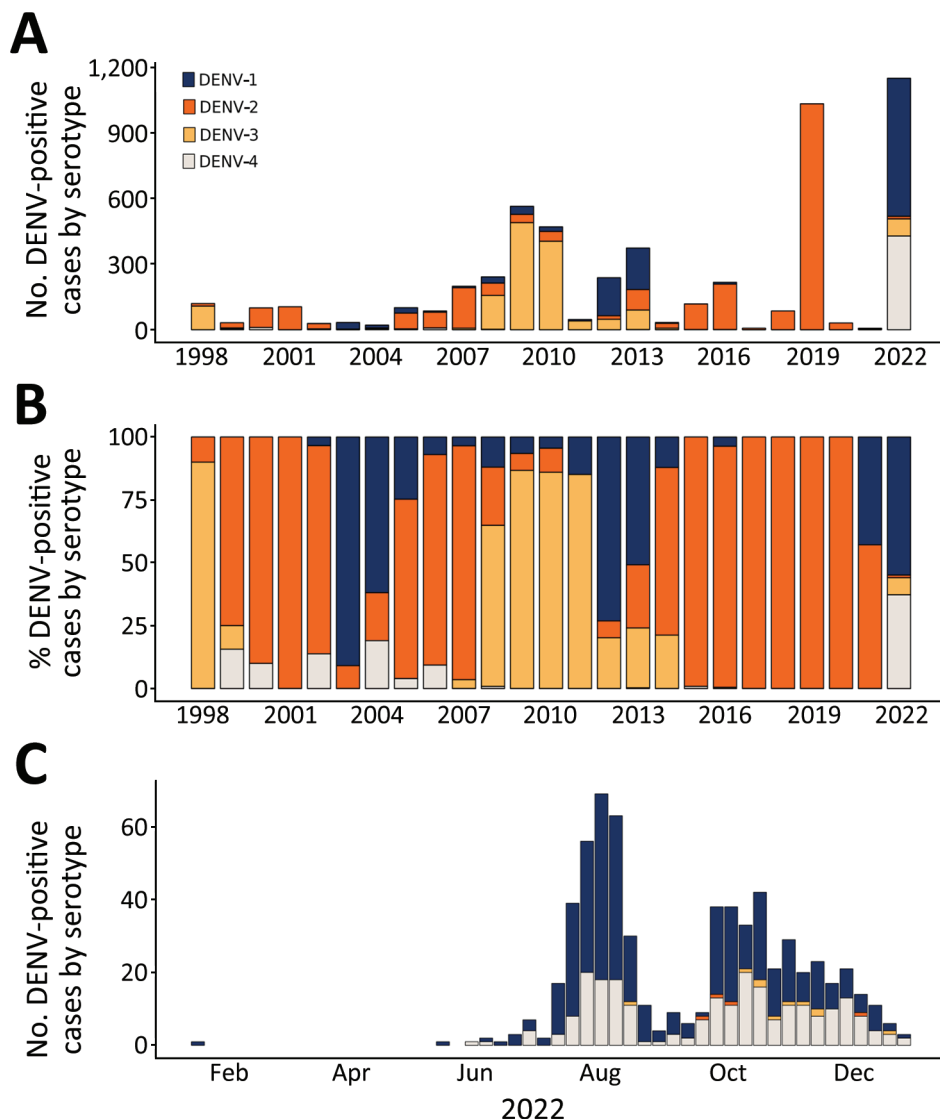 A
No. DENV-positive
cases by serotype
1,200
900
600
300
0
DENV-1
DENV-2
DENV-3
DENV-4
1998 2001 2004 2007 2010 2013 2016 2019 2022
B
% DENV-positive
cases by serotype
100
75
50
25
0
1998 2001 2004 2007 2010 2013 2016 2019 2022
C
No. DENV-positive
cases by serotype
60
40
20
0
Feb Apr Jun Aug Oct Dec
2022